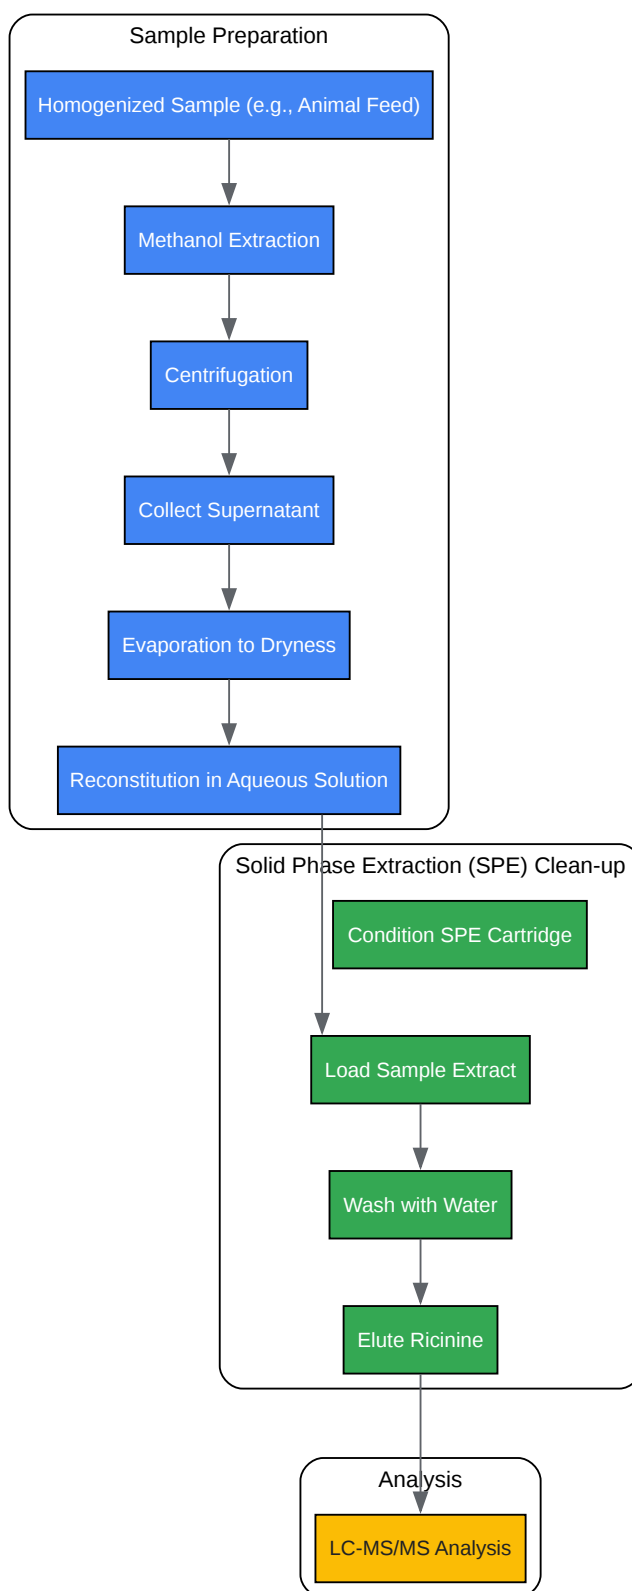 Sample Preparation
Homogenized Sample (e.g., Animal Feed)
Methanol Extraction
Centrifugation
Collect Supernatant
Evaporation to Dryness
Reconstitution in Aqueous Solution
Solid Phase Extraction (SPE) Clean-up
Condition SPE Cartridge
Load Sample Extract
Wash with Water
Elute Ricinine
Analysis
LC-MS/MS Analysis